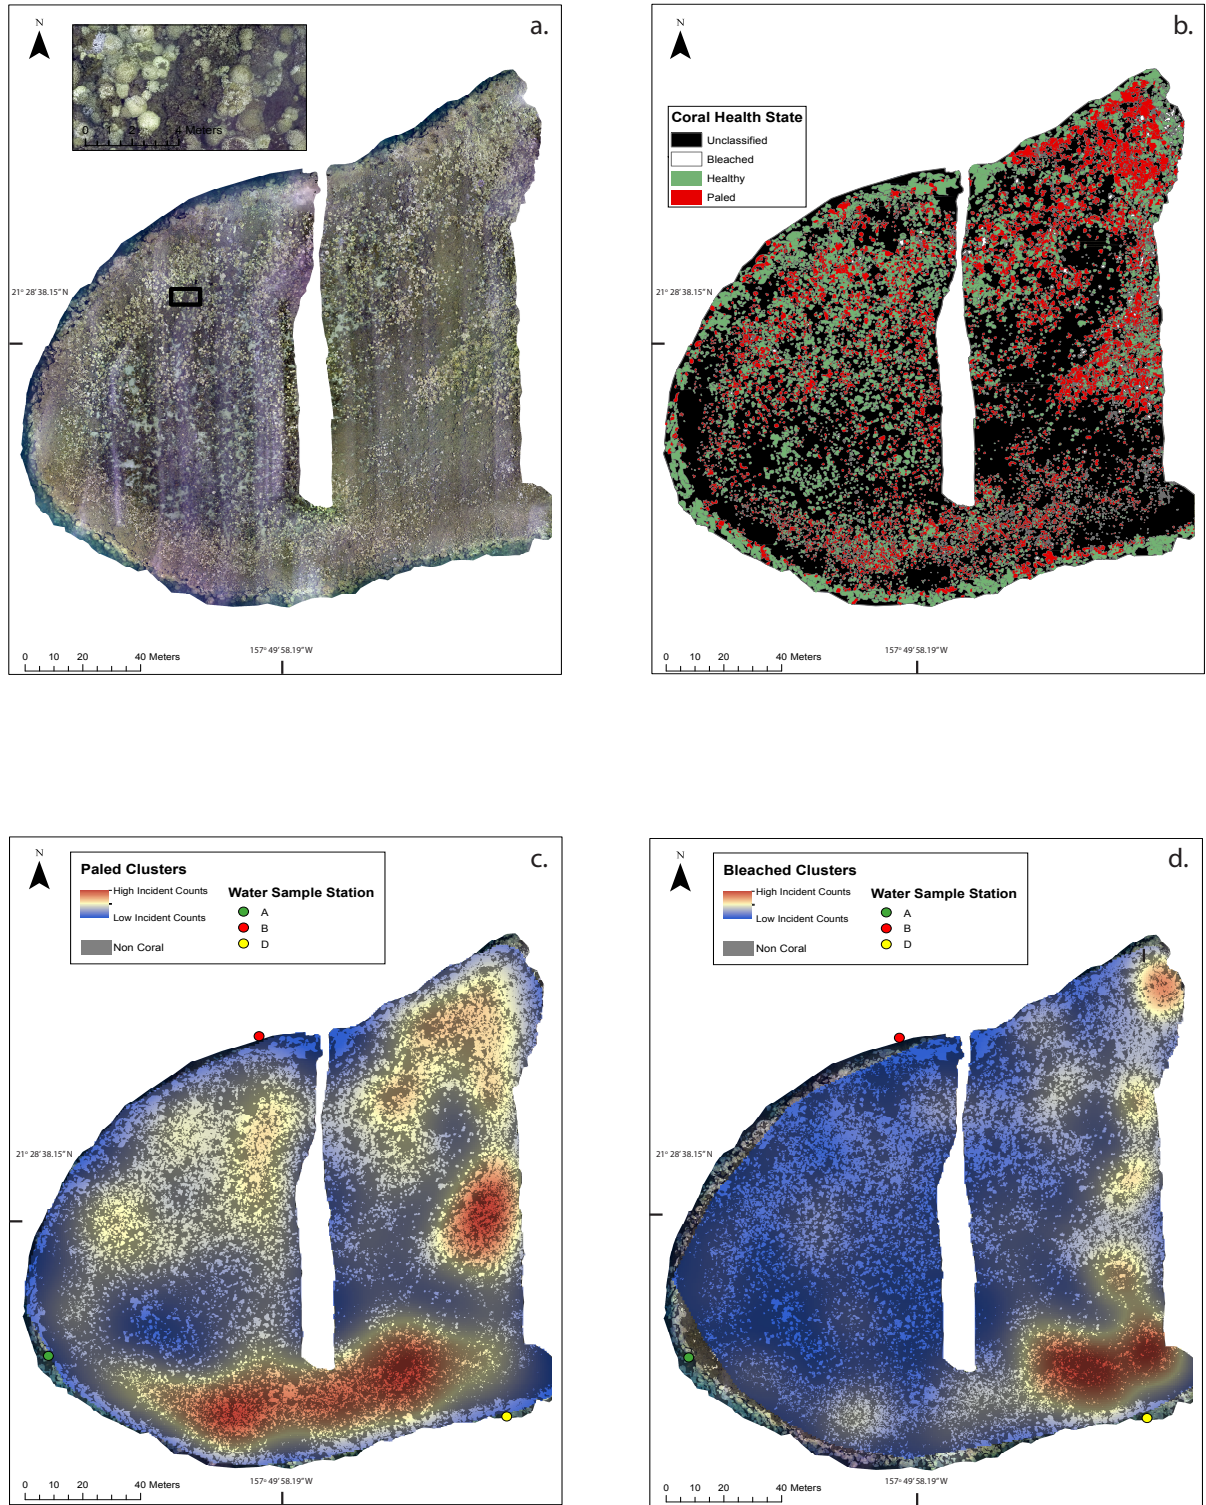 N
a.
0 1 2 4 Meters
21° 28' 38.15" N
0 10 20 40 Meters
157° 49' 58.19" W
N
b.
Coral Health State
Unclassified
Bleached
Healthy
Paled
21° 28' 38.15" N
0 10 20 40 Meters
157° 49' 58.19" W
N
c.
Paled Clusters
High Incident Counts
Low Incident Counts
Non Coral
Water Sample Station
A
B
D
21° 28' 38.15" N
0 10 20 40 Meters
157° 49' 58.19" W
N
d.
Bleached Clusters
High Incident Counts
Low Incident Counts
Non Coral
Water Sample Station
A
B
D
21° 28' 38.15" N
0 10 20 40 Meters
157° 49' 58.19" W